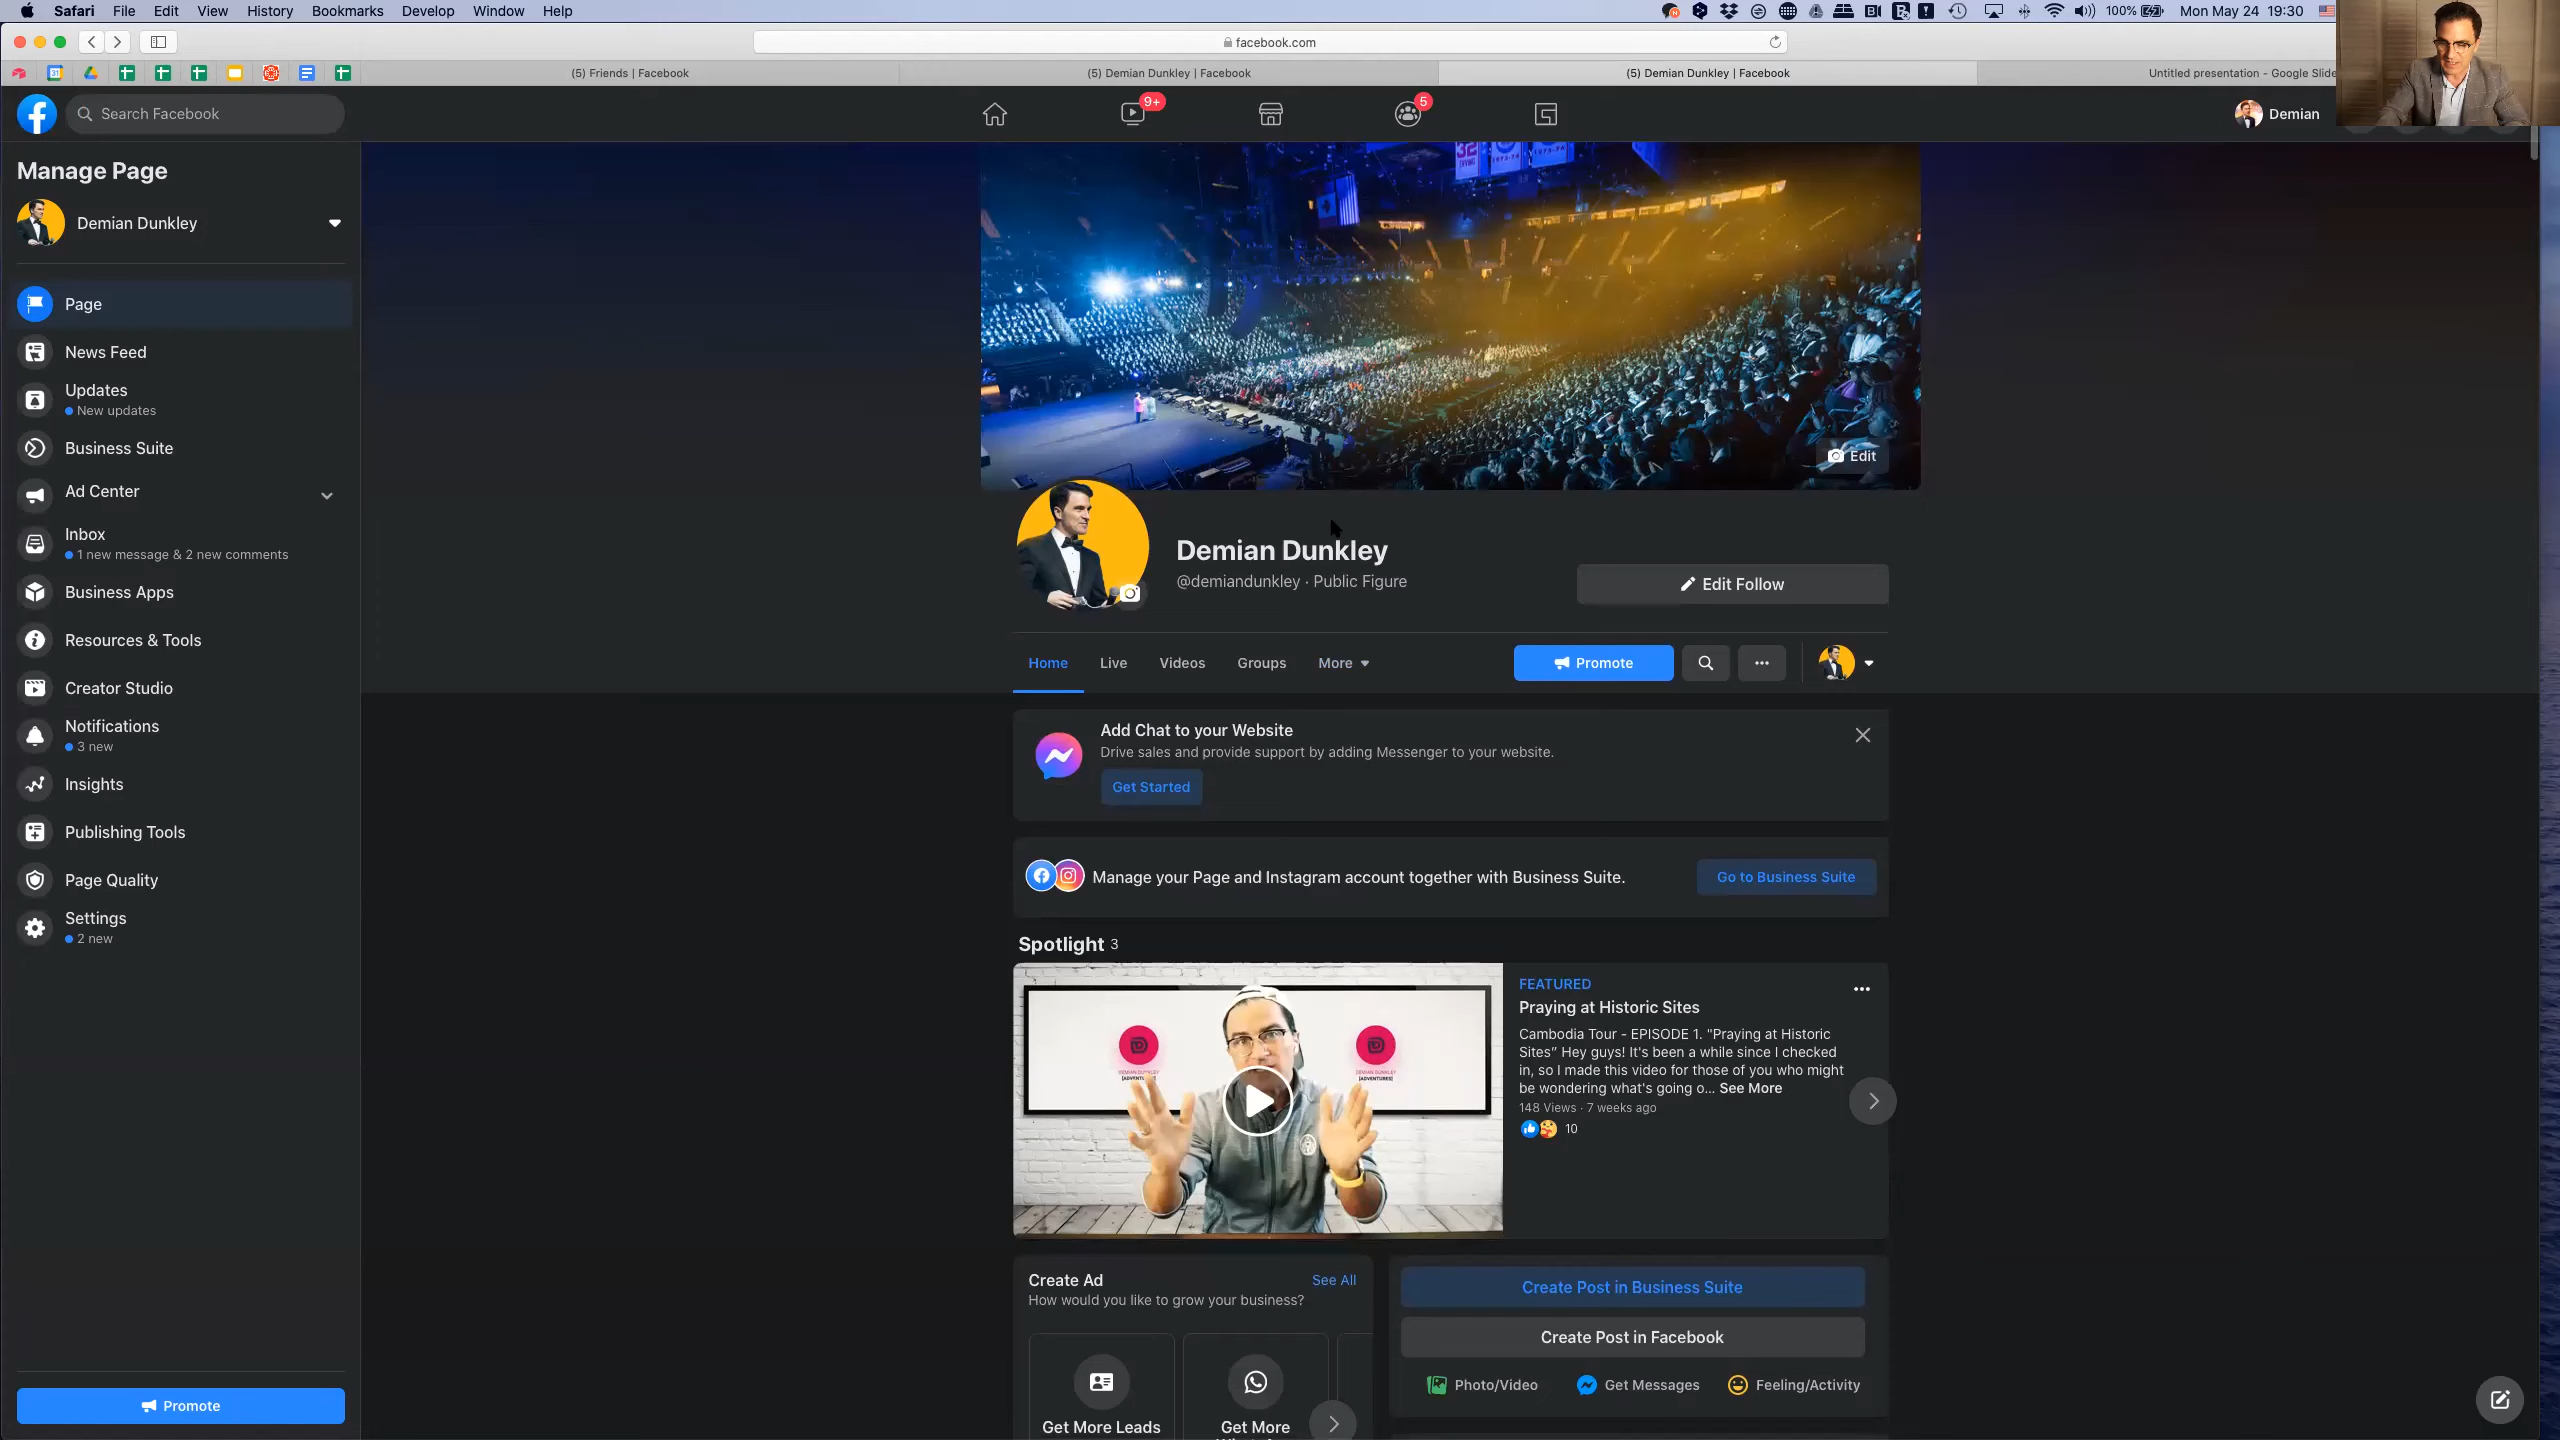 Safari File Edit View History Bookmarks Develop Window Help
100% Mon May 24 19:30
facebook.com
(5) Friends | Facebook
(5) Demian Dunkley | Facebook
(5) Demian Dunkley | Facebook
Untitled presentation - Google Slide
Search Facebook
9+
5
Demian
Manage Page
Demian Dunkley
Page
News Feed
Updates
New updates
Business Suite
Ad Center
Inbox
1 new message & 2 new comments
Business Apps
Resources & Tools
Creator Studio
Notifications
3 new
Insights
Publishing Tools
Page Quality
Settings
2 new
Promote
32
1973-74
Edit
Demian Dunkley
@demiandunkley · Public Figure
Edit Follow
Home Live Videos Groups More
Promote
Add Chat to your Website
Drive sales and provide support by adding Messenger to your website.
Get Started
Manage your Page and Instagram account together with Business Suite.
Go to Business Suite
Spotlight 3
FEATURED
Praying at Historic Sites
Cambodia Tour - EPISODE 1. "Praying at Historic
Sites” Hey guys! It's been a while since I checked
in, so I made this video for those of you who might
be wondering what's going o... See More
148 Views · 7 weeks ago
10
Create Ad
See All
How would you like to grow your business?
Get More Leads
Get More
Create Post in Business Suite
Create Post in Facebook
Photo/Video
Get Messages
Feeling/Activity